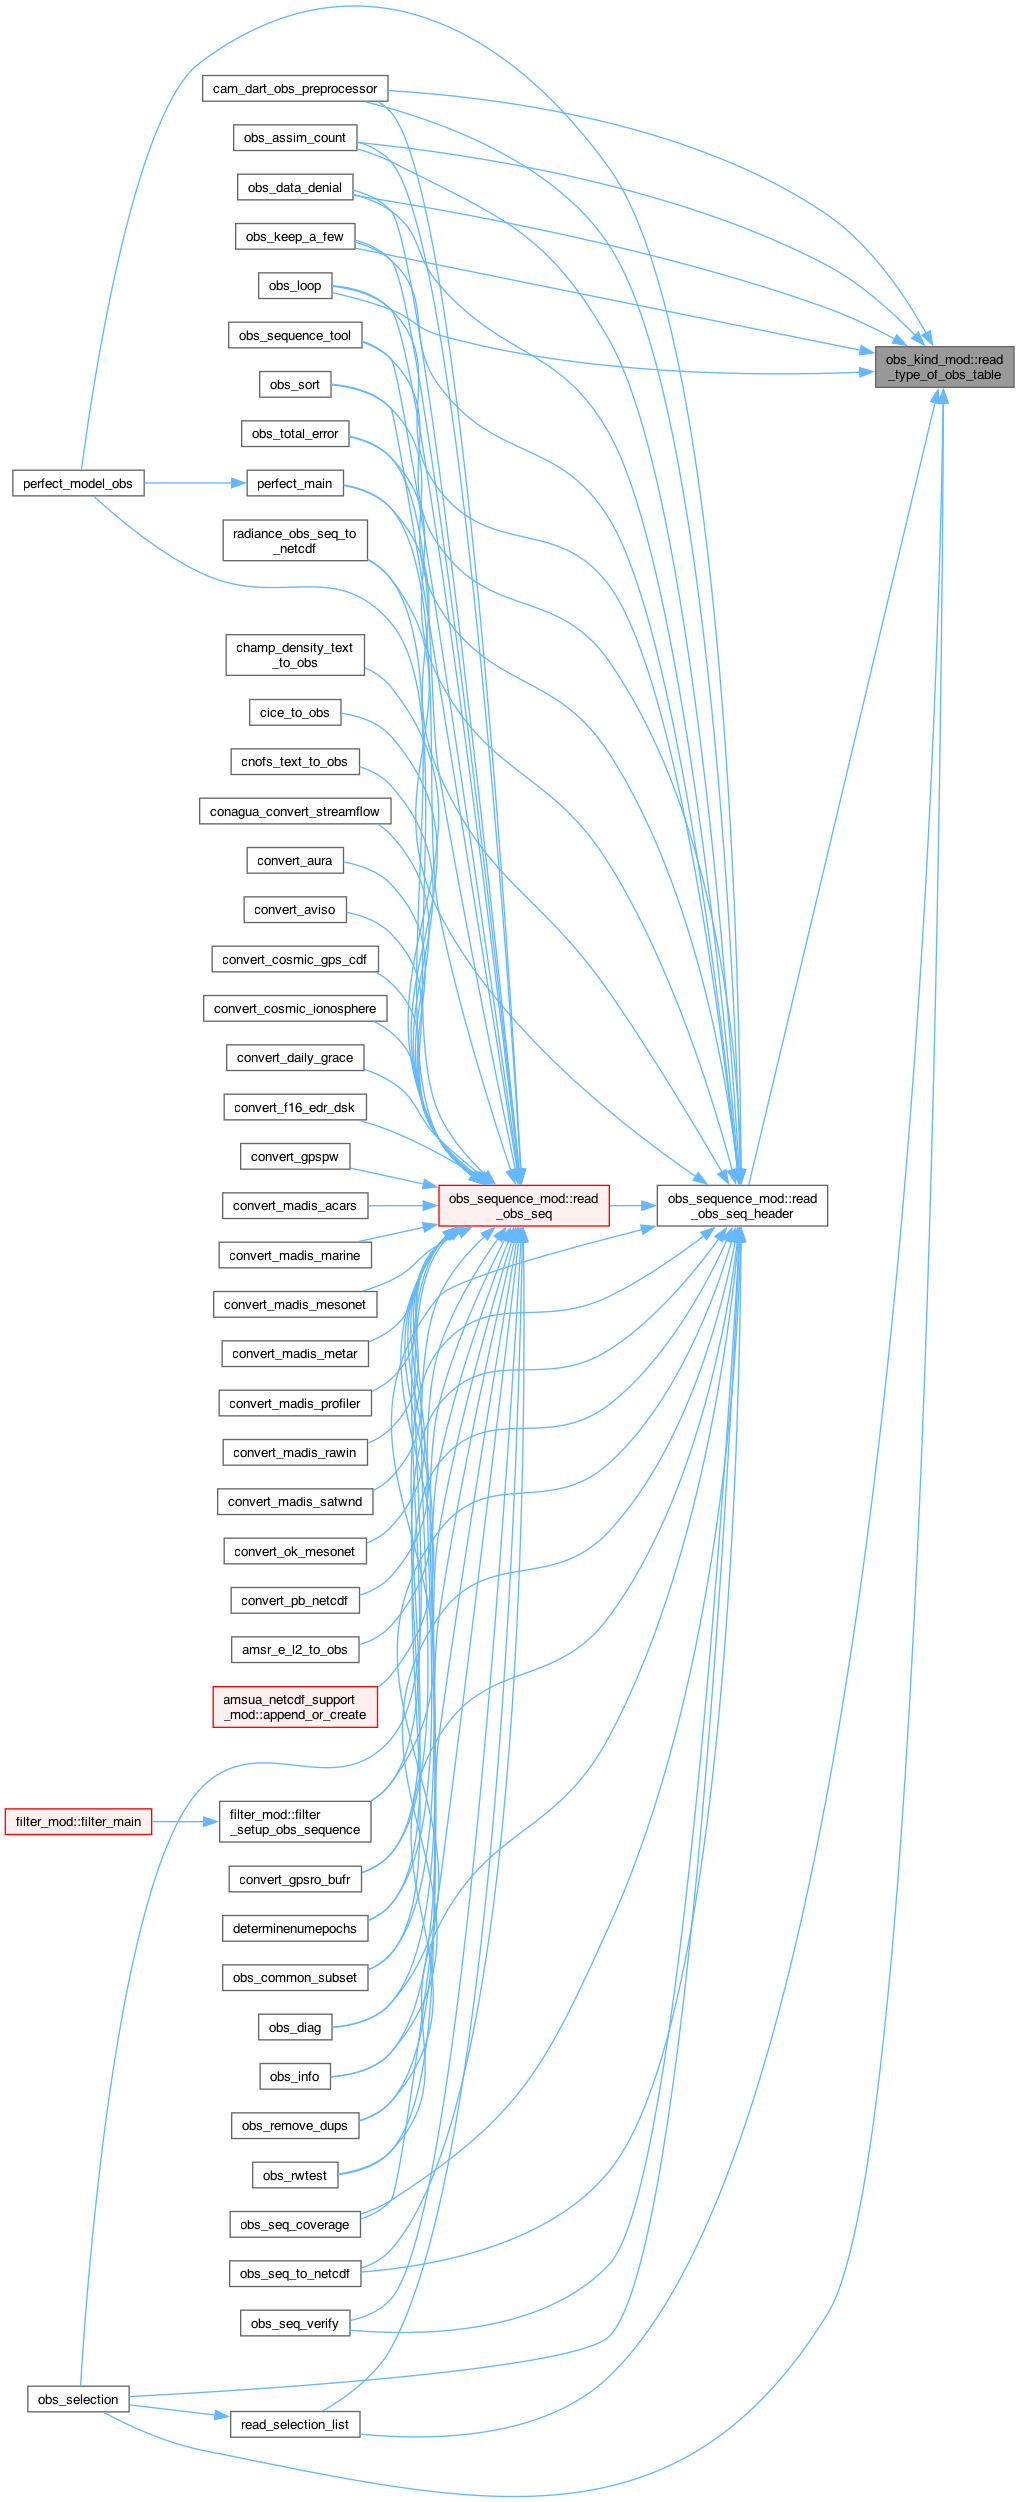 cam_dart_obs_preprocessor
obs_assim_count
obs_data_denial
obs_keep_a_few
obs_loop
obs_sequence_tool
obs_kind_mod::read
_type_of_obs_table
obs_sort
obs_total_error
perfect_model_obs
perfect_main
radiance_obs_seq_to
_netcdf
champ_density_text
_to_obs
cice_to_obs
cnofs_text_to_obs
conagua_convert_streamflow
convert_aura
convert_aviso
convert_cosmic_gps_cdf
convert_cosmic_ionosphere
convert_daily_grace
convert_f16_edr_dsk
convert_gpspw
obs_sequence_mod::read
_obs_seq
obs_sequence_mod::read
_obs_seq_header
convert_madis_acars
convert_madis_marine
convert_madis_mesonet
convert_madis_metar
convert_madis_profiler
convert_madis_rawin
convert_madis_satwnd
convert_ok_mesonet
convert_pb_netcdf
amsr_e_l2_to_obs
amsua_netcdf_support
_mod::append_or_create
filter_mod::filter_main
filter_mod::filter
_setup_obs_sequence
convert_gpsro_bufr
determinenumepochs
obs_common_subset
obs_diag
obs_info
obs_remove_dups
obs_rwtest
obs_seq_coverage
obs_seq_to_netcdf
obs_seq_verify
obs_selection
read_selection_list